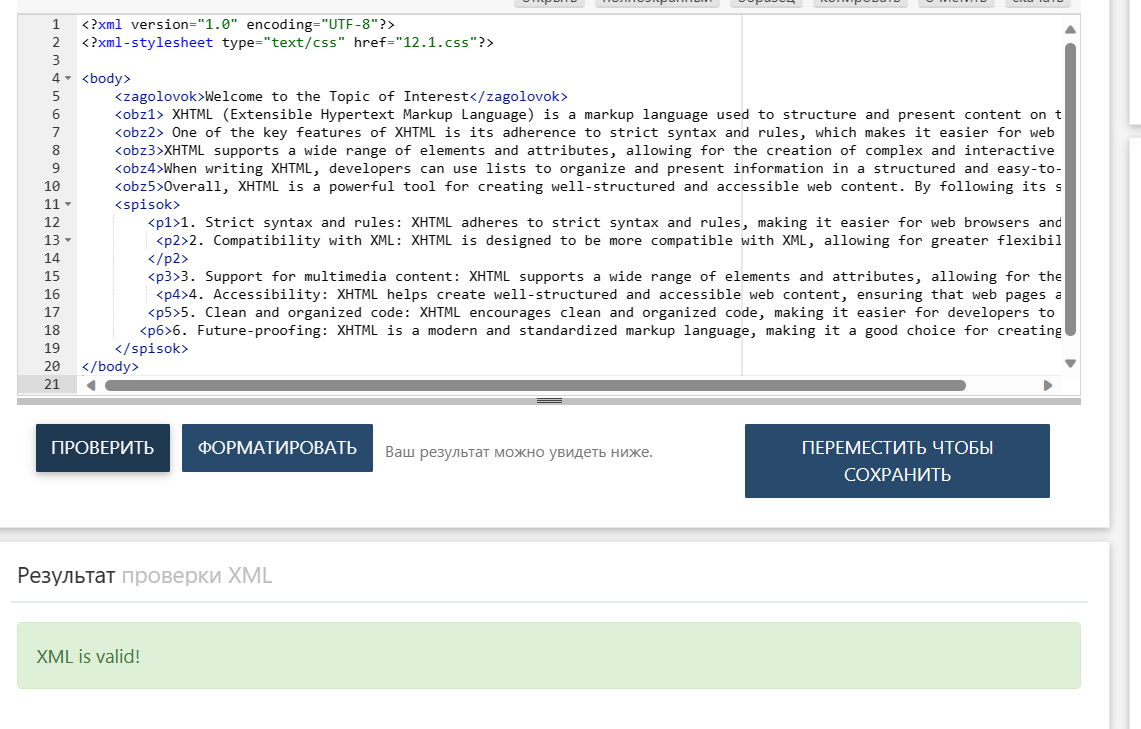 открыть полноэкранный образец копировать очистить скачать
1 <?xml version="1.0" encoding="UTF-8"?>
2 <?xml-stylesheet type="text/css" href="12.1.css"?>
3
4 <body>
5 <zagolovok>Welcome to the Topic of Interest</zagolovok>
6 <obz1> XHTML (Extensible Hypertext Markup Language) is a markup language used to structure and present content on t
7 <obz2> One of the key features of XHTML is its adherence to strict syntax and rules, which makes it easier for web
8 <obz3>XHTML supports a wide range of elements and attributes, allowing for the creation of complex and interactive
9 <obz4>When writing XHTML, developers can use lists to organize and present information in a structured and easy-to-
10 <obz5>Overall, XHTML is a powerful tool for creating well-structured and accessible web content. By following its s
11 <spisok>
12 <p1>1. Strict syntax and rules: XHTML adheres to strict syntax and rules, making it easier for web browsers and
13 <p2>2. Compatibility with XML: XHTML is designed to be more compatible with XML, allowing for greater flexibil
14 </p2>
15 <p3>3. Support for multimedia content: XHTML supports a wide range of elements and attributes, allowing for the
16 <p4>4. Accessibility: XHTML helps create well-structured and accessible web content, ensuring that web pages a
17 <p5>5. Clean and organized code: XHTML encourages clean and organized code, making it easier for developers to
18 <p6>6. Future-proofing: XHTML is a modern and standardized markup language, making it a good choice for creating
19 </spisok>
20 </body>
21
ПРОВЕРИТЬ ФОРМАТИРОВАТЬ Ваш результат можно увидеть ниже. ПЕРЕМЕСТИТЬ ЧТОБЫ
СОХРАНИТЬ
Результат проверки XML
XML is valid!